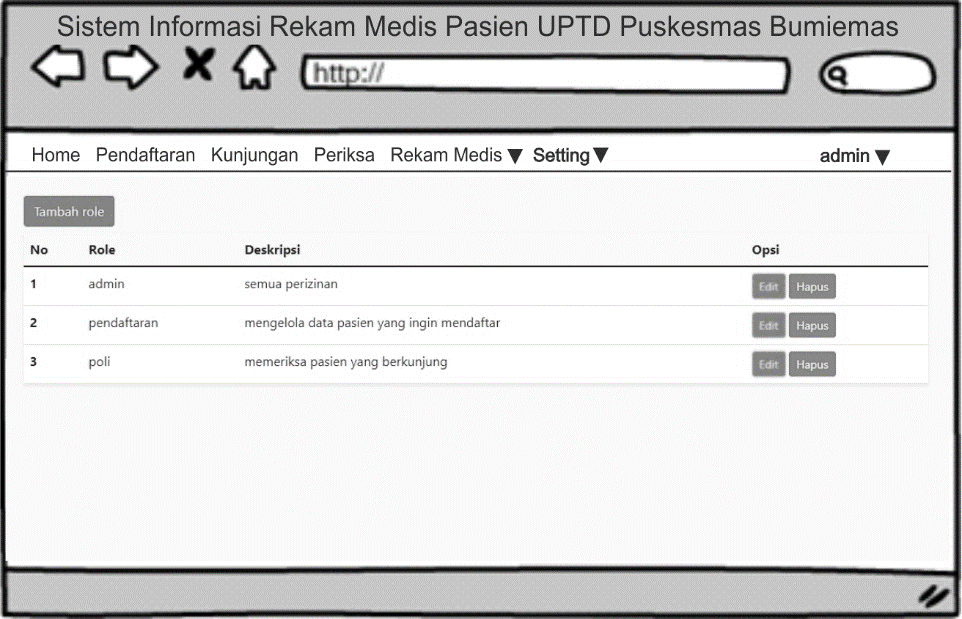 Sistem Informasi Rekam Medis Pasien UPTD Puskesmas Bumiemas
http://
Home Pendaftaran Kunjungan Periksa Rekam Medis ▼ Setting ▼ admin ▼
Tambah role
No Role Deskripsi Opsi
1 admin semua perizinan Edit Hapus
2 pendaftaran mengelola data pasien yang ingin mendaftar Edit Hapus
3 poli memeriksa pasien yang berkunjung Edit Hapus